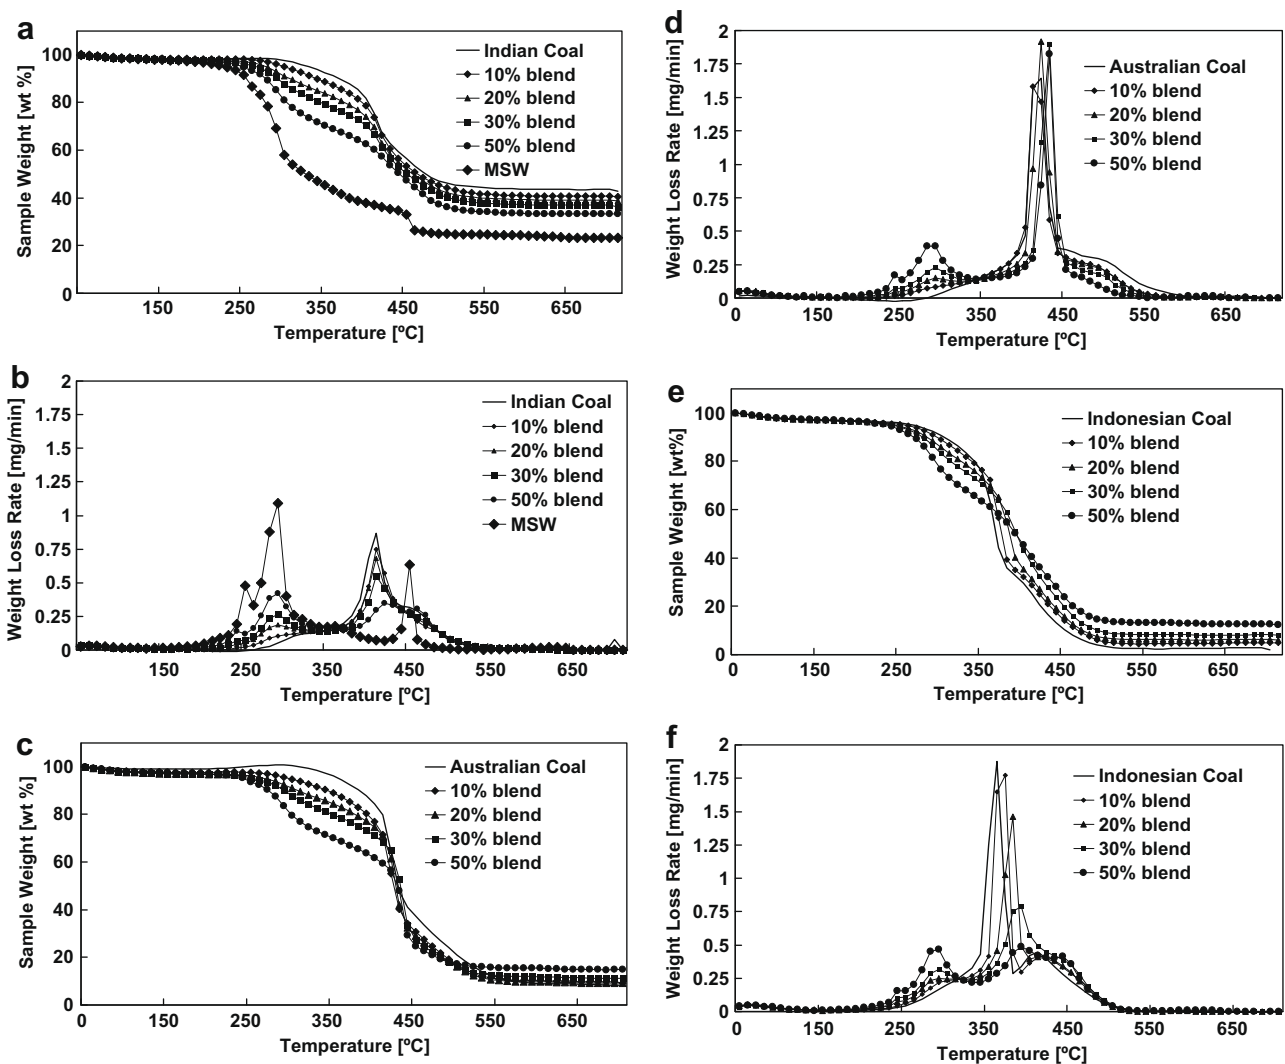 a
Sample Weight [wt %]
100
80
60
40
20
0
150
250
350
450
550
650
Temperature [ºC]
Indian Coal
10% blend
20% blend
30% blend
50% blend
MSW
b
Weight Loss Rate [mg/min]
2
1.75
1.5
1.25
1
0.75
0.5
0.25
0
150
250
350
450
550
650
Temperature [ºC]
Indian Coal
10% blend
20% blend
30% blend
50% blend
MSW
c
Sample Weight [wt %]
100
80
60
40
20
0
0
150
250
350
450
550
650
Temperature [ºC]
Australian Coal
10% blend
20% blend
30% blend
50% blend
d
Weight Loss Rate [mg/min]
2
1.75
1.5
1.25
1
0.75
0.5
0.25
0
0
150
250
350
450
550
650
Temperature [ºC]
Australian Coal
10% blend
20% blend
30% blend
50% blend
e
Sample Weight [wt%]
100
80
60
40
20
0
0
150
250
350
450
550
650
Temperature [ºC]
Indonesian Coal
10% blend
20% blend
30% blend
50% blend
f
Weight Loss Rate [mg/min]
2
1.75
1.5
1.25
1
0.75
0.5
0.25
0
0
150
250
350
450
550
650
Temperature [ºC]
Indonesian Coal
10% blend
20% blend
30% blend
50% blend